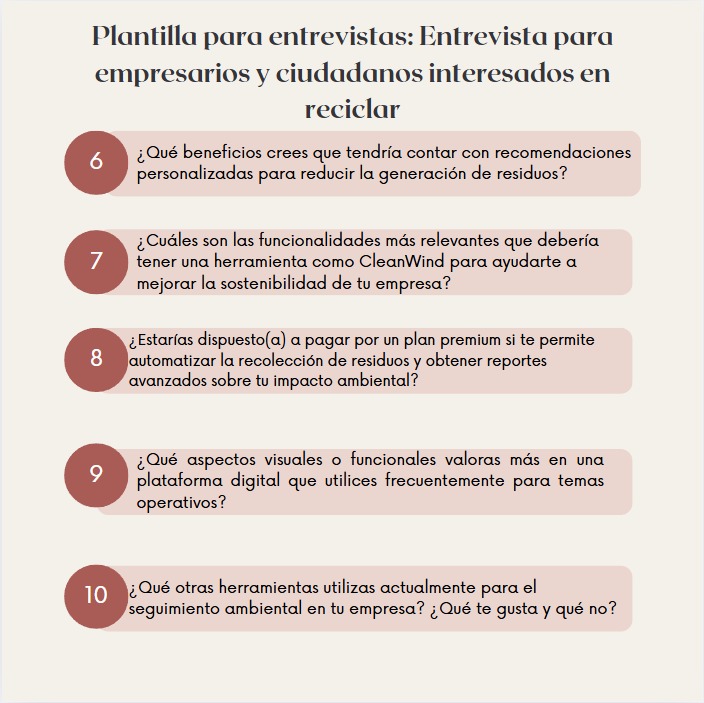 Plantilla para entrevistas: Entrevista para
empresarios y ciudadanos interesados en
reciclar
6
¿Qué beneficios crees que tendría contar con recomendaciones
personalizadas para reducir la generación de residuos?
7
¿Cuáles son las funcionalidades más relevantes que debería
tener una herramienta como CleanWind para ayudarte a
mejorar la sostenibilidad de tu empresa?
8
¿Estarías dispuesto(a) a pagar por un plan premium si te permite
automatizar la recolección de residuos y obtener reportes
avanzados sobre tu impacto ambiental?
9
¿Qué aspectos visuales o funcionales valoras más en una
plataforma digital que utilices frecuentemente para temas
operativos?
10
¿Qué otras herramientas utilizas actualmente para el
seguimiento ambiental en tu empresa? ¿Qué te gusta y qué no?